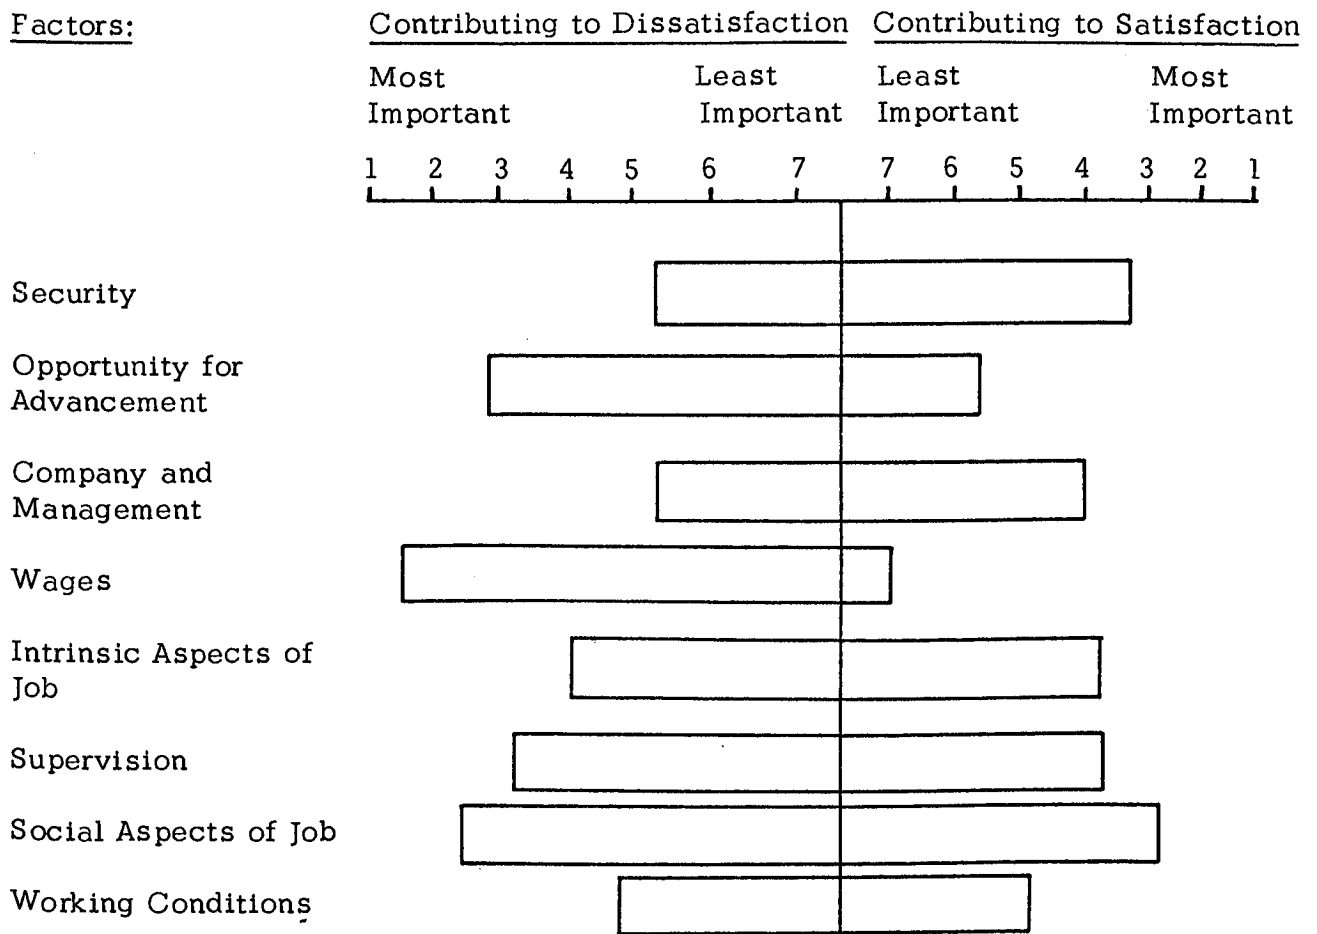 Factors: Contributing to Dissatisfaction Contributing to Satisfaction
Most Least Least Most
Important Important Important Important
1 2 3 4 5 6 7 7 6 5 4 3 2 1
Security
Opportunity for
Advancement
Company and
Management
Wages
Intrinsic Aspects of
Job
Supervision
Social Aspects of Job
Working Conditions